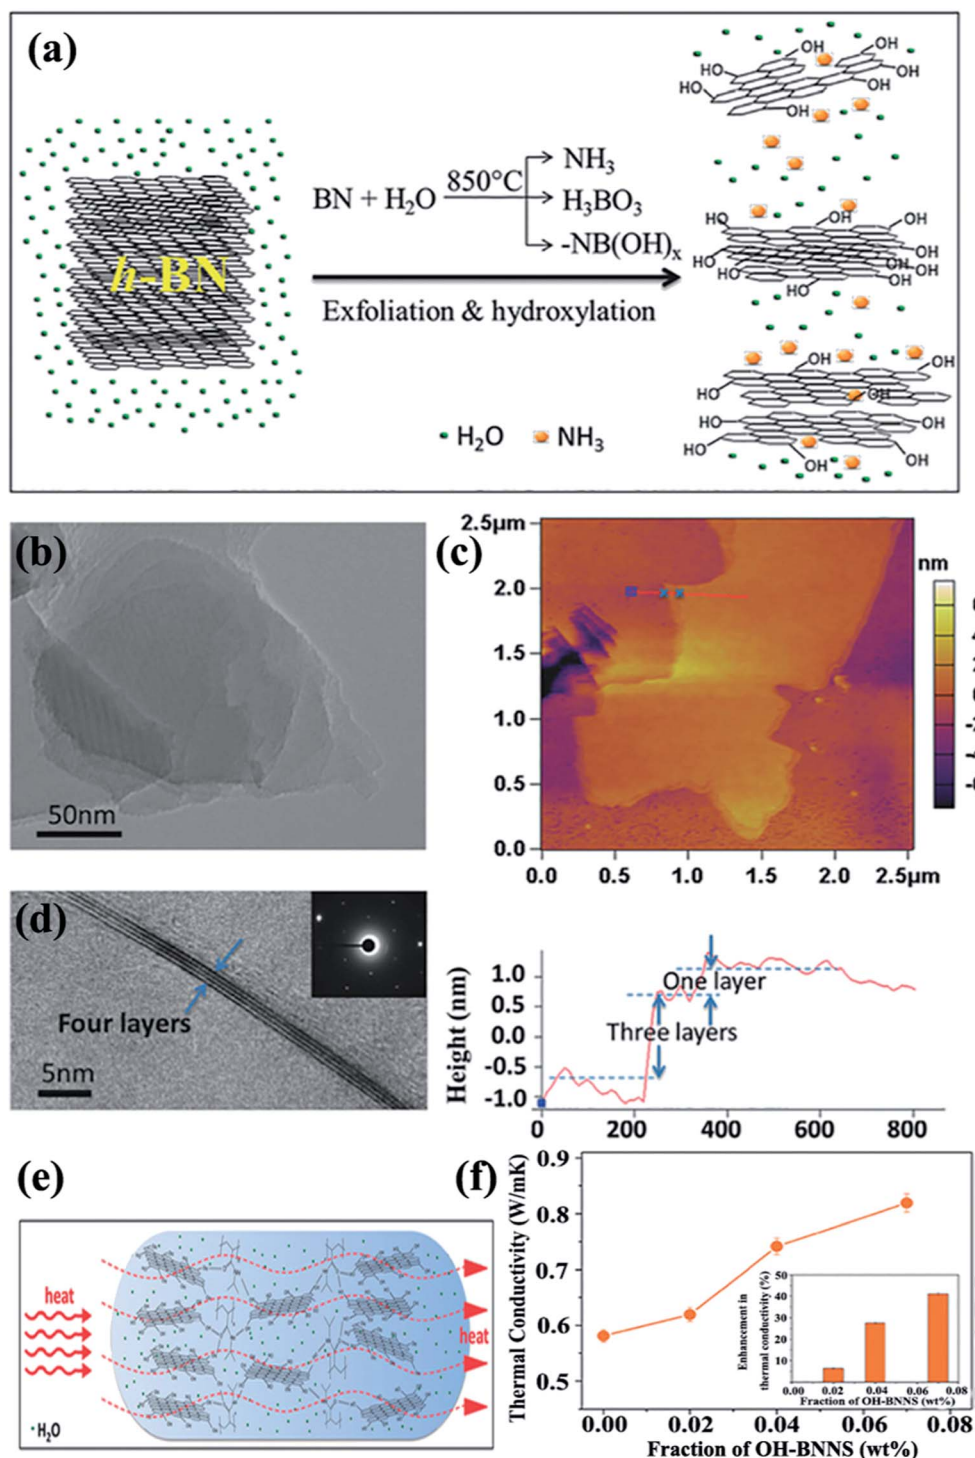 (a)
OH
OH
HO
OH
HO
OH
BN + H₂O
850°C
NH₃
H₃BO₃
-NB(OH)ₓ
h-BN
Exfoliation & hydroxylation
HO
OH
OH
HO
OH
OH
OH
HO
HO
OH
OH
HO
OH
OH
HO
OH
OH
H₂O
NH₃
(b)
50nm
(c)
2.5μm
2.0
1.5
1.0
0.5
0.0
0.0
0.5
1.0
1.5
2.0
2.5μm
nm
4
2
0
-2
-4
-6
(d)
Four layers
5nm
Height (nm)
1.0
0.5
0.0
-0.5
-1.0
One layer
Three layers
0
200
400
600
800
(e)
heat
heat
H₂O
(f)
Thermal Conductivity (W/mK)
0.9
0.8
0.7
0.6
0.5
0.00
0.02
0.04
0.06
0.08
Fraction of OH-BNNS (wt%)
Enhancement in
thermal conductivity (%)
50
40
30
20
10
0.00
0.02
0.04
0.06
0.08
Fraction of OH-BNNS (wt%)